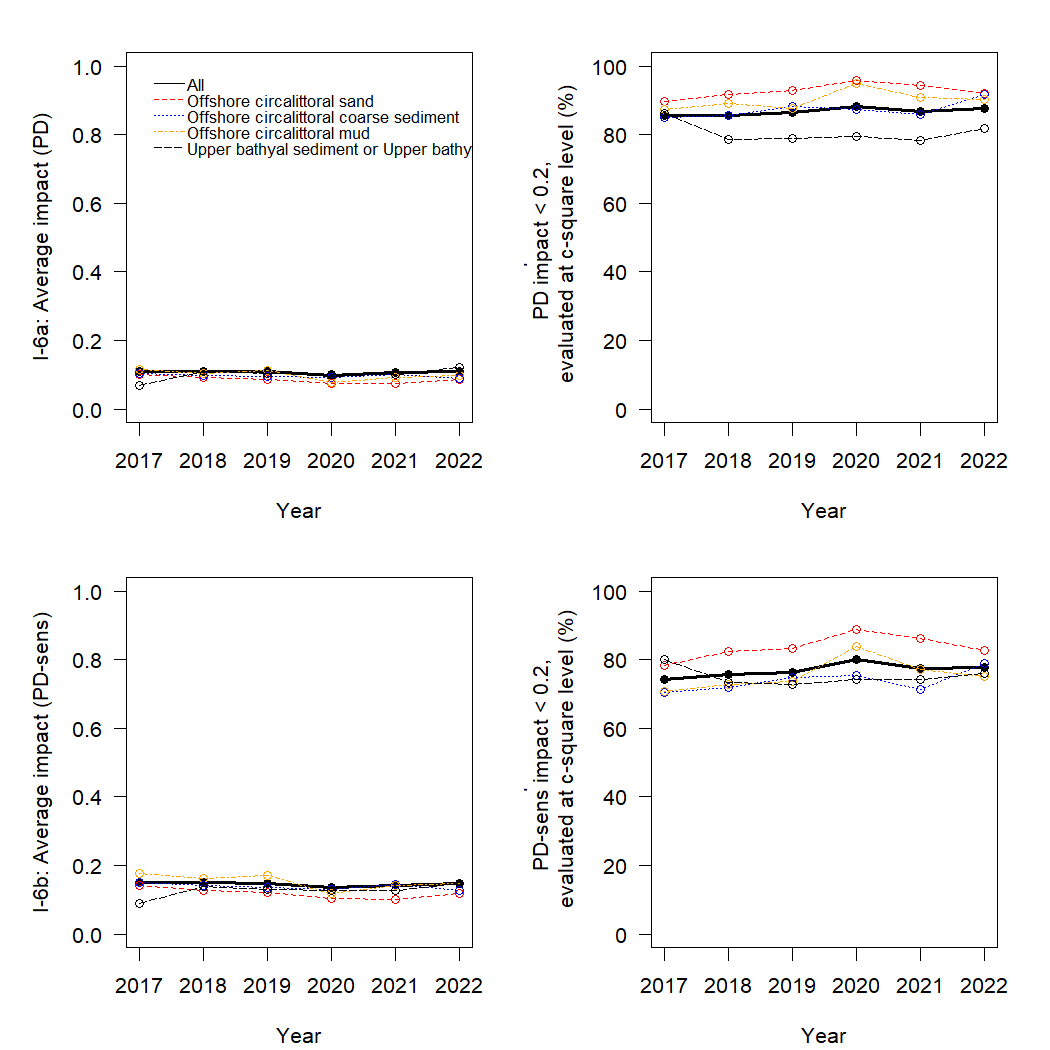 I-6a: Average impact (PD)
1.0
0.8
0.6
0.4
0.2
0.0
All
Offshore circalittoral sand
Offshore circalittoral coarse sediment
Offshore circalittoral mud
Upper bathyal sediment or Upper bathy
2017 2018 2019 2020 2021 2022
Year
PD impact < 0.2,
evaluated at c-square level (%)
100
80
60
40
20
0
2017 2018 2019 2020 2021 2022
Year
I-6b: Average impact (PD-sens)
1.0
0.8
0.6
0.4
0.2
0.0
2017 2018 2019 2020 2021 2022
Year
PD-sens impact < 0.2,
evaluated at c-square level (%)
100
80
60
40
20
0
2017 2018 2019 2020 2021 2022
Year